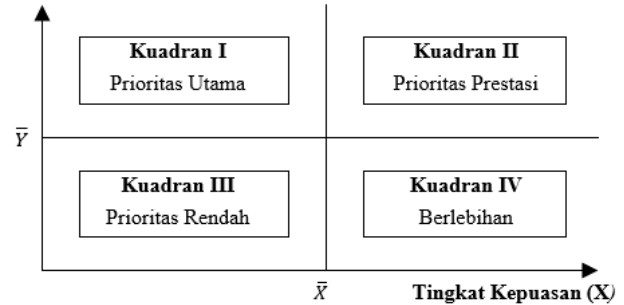 Kuadran I
Prioritas Utama
Kuadran II
Prioritas Prestasi
Y̅
Kuadran III
Prioritas Rendah
Kuadran IV
Berlebihan
X̅
Tingkat Kepuasan (X)